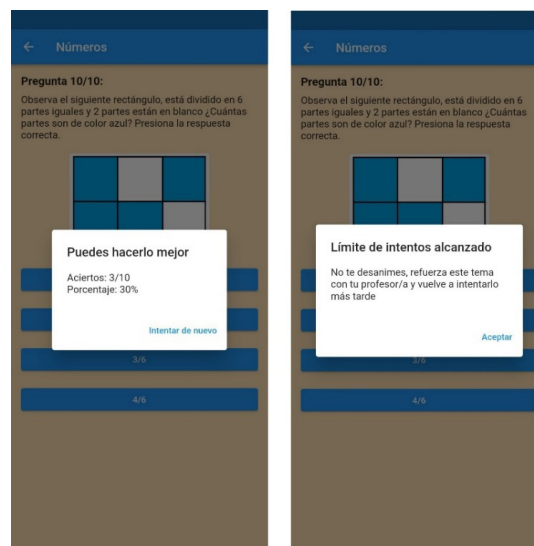 Números
Pregunta 10/10:
Observa el siguiente rectángulo, está dividido en 6
partes iguales y 2 partes están en blanco ¿Cuántas
partes son de color azul? Presiona la respuesta
correcta.
Puedes hacerlo mejor
Aciertos: 3/10
Porcentaje: 30%
Intentar de nuevo
3/6
4/6
Números
Pregunta 10/10:
Observa el siguiente rectángulo, está dividido en 6
partes iguales y 2 partes están en blanco ¿Cuántas
partes son de color azul? Presiona la respuesta
correcta.
Límite de intentos alcanzado
No te desanimes, refuerza este tema
con tu profesor/a y vuelve a intentarlo
más tarde
Aceptar
3/6
4/6